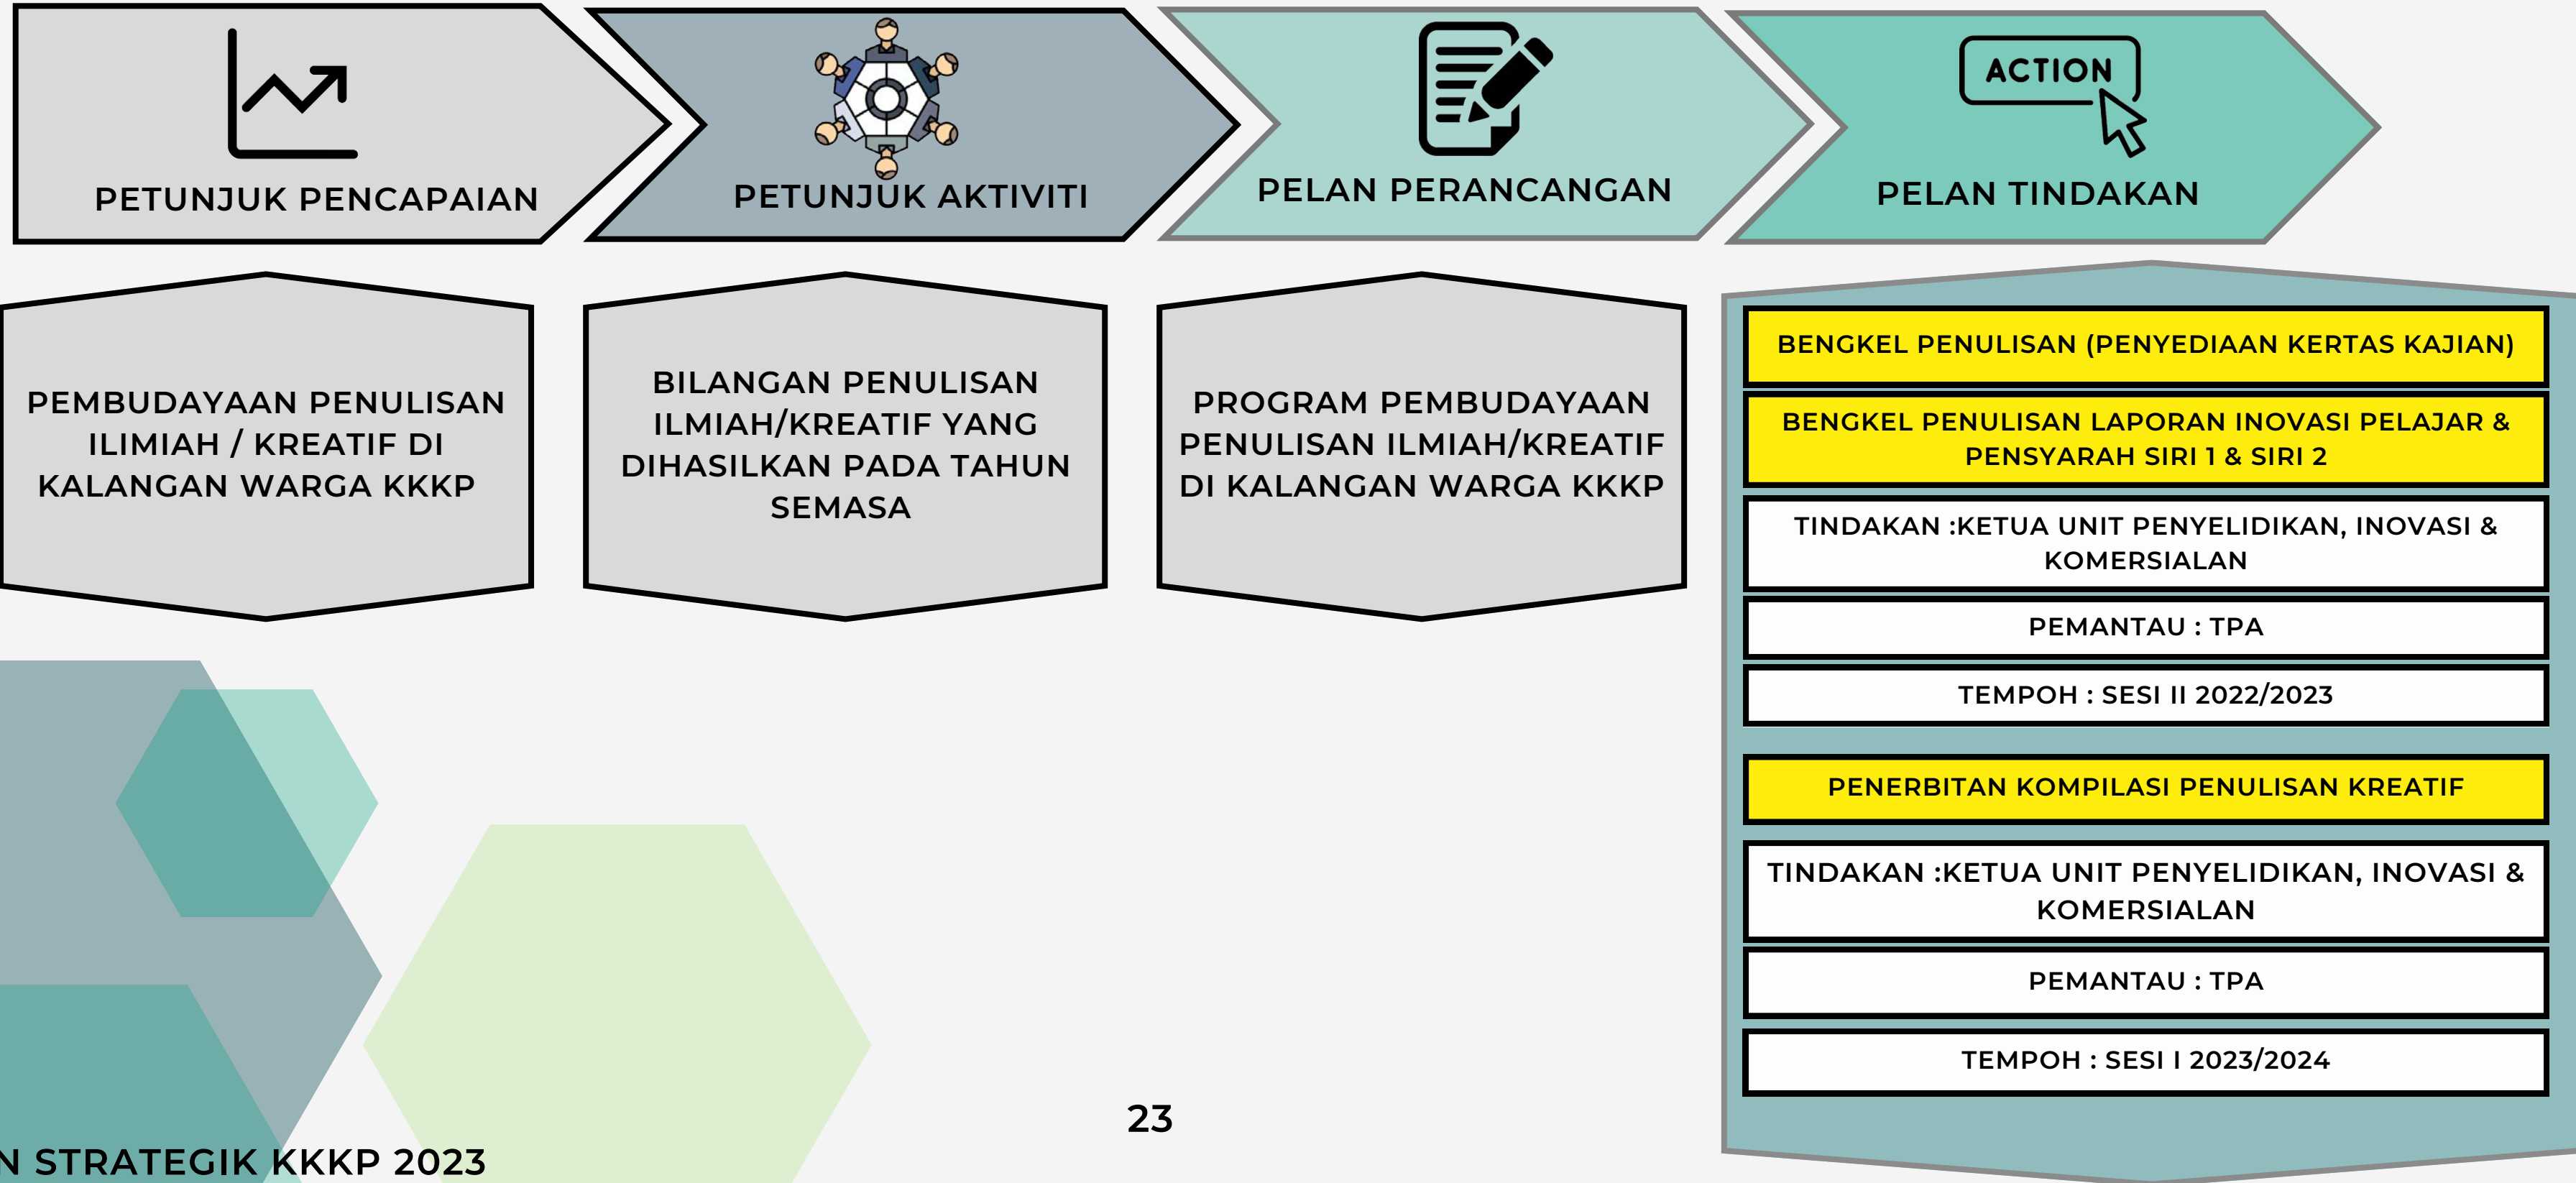 PETUNJUK PENCAPAIAN
PETUNJUK AKTIVITI
PELAN PERANCANGAN
ACTION
PELAN TINDAKAN
PEMBUDAYAAN PENULISAN
ILIMIAH / KREATIF DI
KALANGAN WARGA KKKP
BILANGAN PENULISAN
ILMIAH/KREATIF YANG
DIHASILKAN PADA TAHUN
SEMASA
PROGRAM PEMBUDAYAAN
PENULISAN ILMIAH/KREATIF
DI KALANGAN WARGA KKKP
BENGKEL PENULISAN (PENYEDIAAN KERTAS KAJIAN)
BENGKEL PENULISAN LAPORAN INOVASI PELAJAR &
PENSYARAH SIRI 1 & SIRI 2
TINDAKAN :KETUA UNIT PENYELIDIKAN, INOVASI &
KOMERSIALAN
PEMANTAU : TPA
TEMPOH : SESI II 2022/2023
PENERBITAN KOMPILASI PENULISAN KREATIF
TINDAKAN :KETUA UNIT PENYELIDIKAN, INOVASI &
KOMERSIALAN
PEMANTAU : TPA
TEMPOH : SESI I 2023/2024
23
N STRATEGIK KKKP 2023